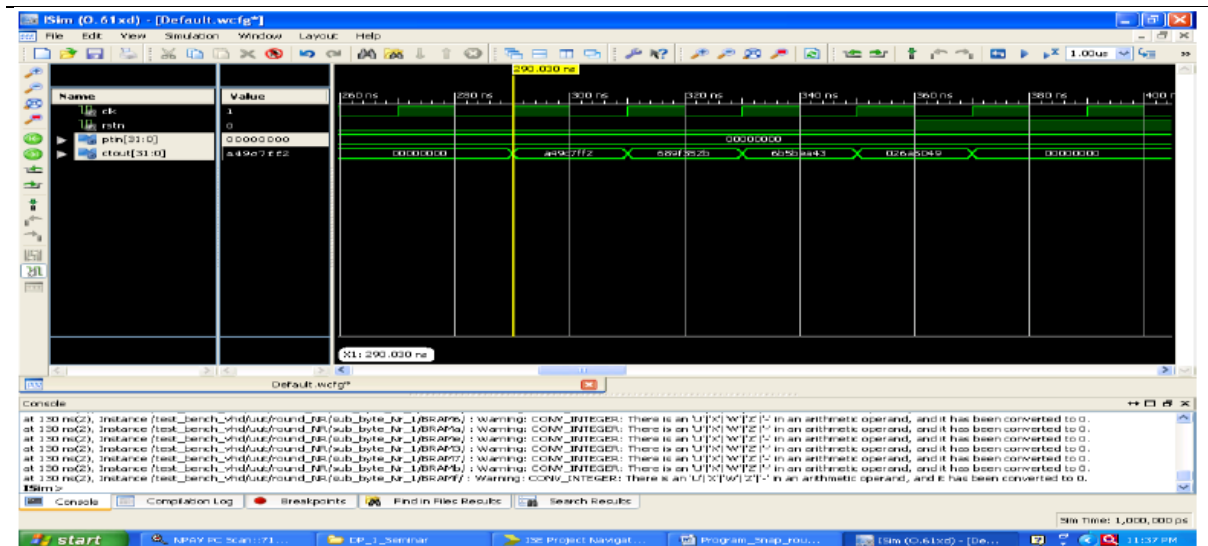 ISim (O.61xd) - [Default.wcfg*]
File Edit View Simulation Window Layout Help
1.00us
290.030 ns
Name Value
260 ns 280 ns 300 ns 320 ns 340 ns 360 ns 380 ns 400 n
clk 1
rstn 0
ptin[31:0] 00000000 00000000
ctout[31:0] a49c7ff2 00000000 a49c7ff2 6b5baa43 026a5049 00000000
X1: 290.030 ns
Default.wcfg*
Console
at 130 ns(2), Instance /test_bench_vhd/uut/round_NR/sub_byte_Nr_1/BRAM6/ : Warning: CONV_INTEGER: There is an 'U'|'X'|'W'|'Z'|'-' in an arithmetic operand, and it has been converted to 0.
at 130 ns(2), Instance /test_bench_vhd/uut/round_NR/sub_byte_Nr_1/BRAMa/ : Warning: CONV_INTEGER: There is an 'U'|'X'|'W'|'Z'|'-' in an arithmetic operand, and it has been converted to 0.
at 130 ns(2), Instance /test_bench_vhd/uut/round_NR/sub_byte_Nr_1/BRAMe/ : Warning: CONV_INTEGER: There is an 'U'|'X'|'W'|'Z'|'-' in an arithmetic operand, and it has been converted to 0.
at 130 ns(2), Instance /test_bench_vhd/uut/round_NR/sub_byte_Nr_1/BRAM3/ : Warning: CONV_INTEGER: There is an 'U'|'X'|'W'|'Z'|'-' in an arithmetic operand, and it has been converted to 0.
at 130 ns(2), Instance /test_bench_vhd/uut/round_NR/sub_byte_Nr_1/BRAM7/ : Warning: CONV_INTEGER: There is an 'U'|'X'|'W'|'Z'|'-' in an arithmetic operand, and it has been converted to 0.
at 130 ns(2), Instance /test_bench_vhd/uut/round_NR/sub_byte_Nr_1/BRAMb/ : Warning: CONV_INTEGER: There is an 'U'|'X'|'W'|'Z'|'-' in an arithmetic operand, and it has been converted to 0.
at 130 ns(2), Instance /test_bench_vhd/uut/round_NR/sub_byte_Nr_1/BRAMf/ : Warning: CONV_INTEGER: There is an 'U'|'X'|'W'|'Z'|'-' in an arithmetic operand, and it has been converted to 0.
ISim>
Console Compilation Log Breakpoints Find in Files Results Search Results
Sim Time: 1,000,000 ps
start NPAV PC Scan::71... DP_1_Seminar ISE Project Navigat... Program_Snap_rou... ISim (O.61xd) - [De... 11:37 PM